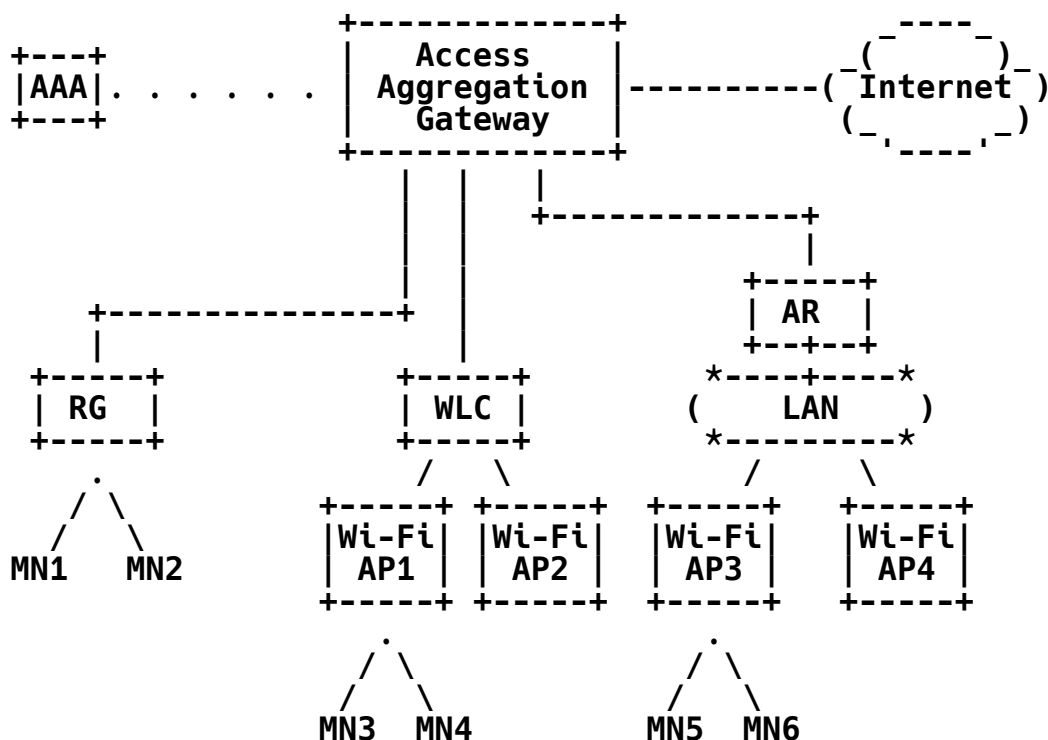 Access
AAA
Aggregation
Internet
Gateway
AR
RG
WLC
LAN
Wi-Fi Wi-Fi Wi-Fi Wi-Fi
MN1 MN2 AP1 AP2 AP3 AP4
MN3 MN4 MN5 MN6